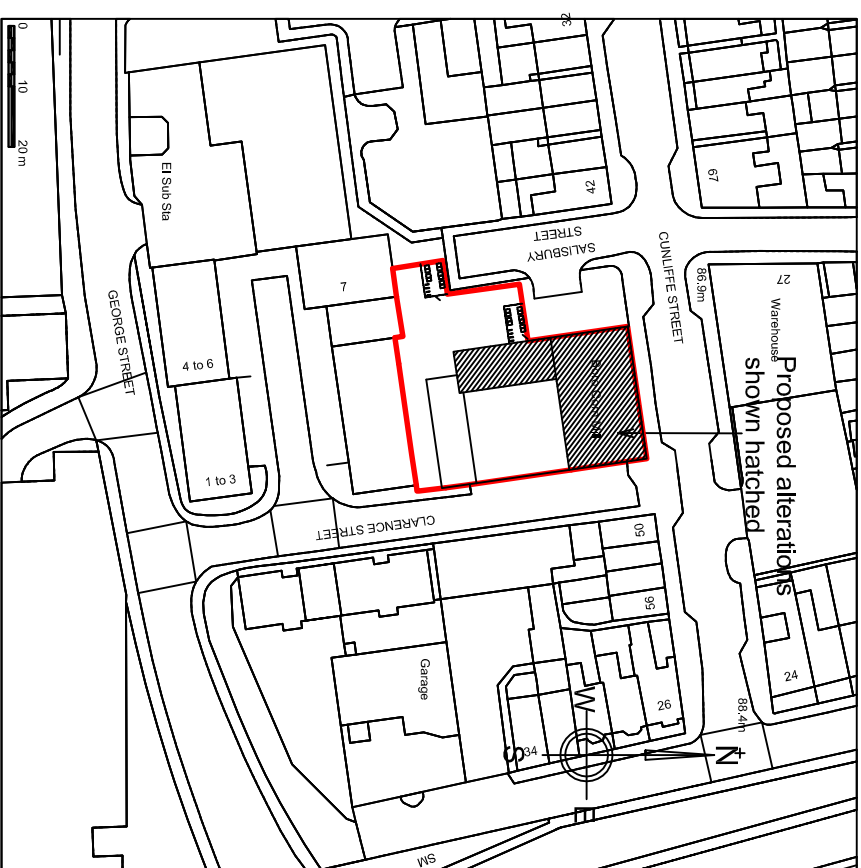 0
10
20 m
32
67
42
El Sub Sta
SALISBURY
STREET
CUNLIFFE STREET
86.9m
27
Warehouse
Proposed alterations
shown hatched
7
GEORGE STREET
4 to 6
1 to 3
CLARENCE STREET
50
56
24
26
88.4m
Garage
34
N
S
W
E
SM